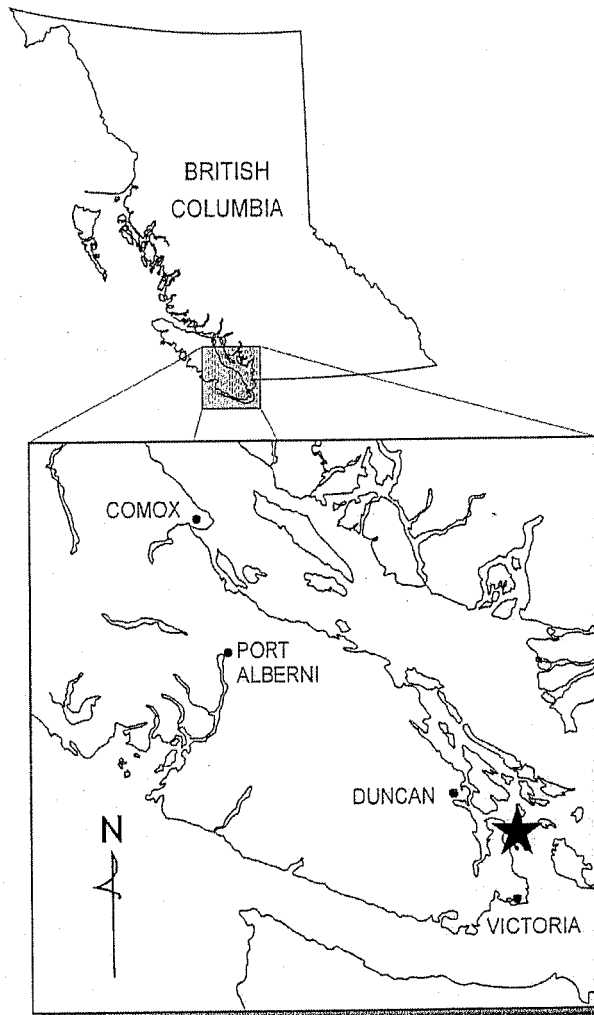 BRITISH
COLUMBIA
COMOX
PORT
ALBERNI
DUNCAN
N
VICTORIA